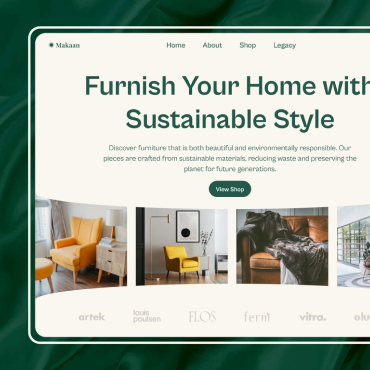 Makaan
Home About Shop Legacy
Furnish Your Home with
Sustainable Style
Discover furniture that is both beautiful and environmentally responsible. Our
pieces are crafted from sustainable materials, reducing waste and preserving the
planet for future generations.
View Shop
artek louis poulsen FLOS ferm vitra.